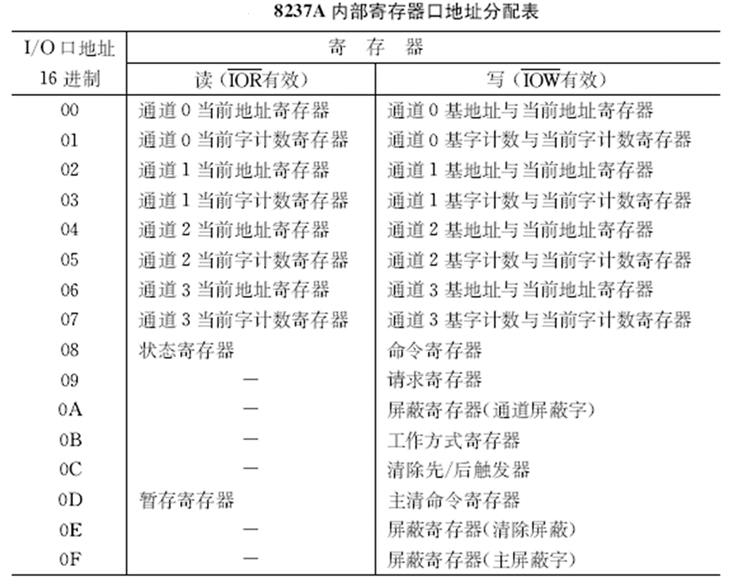 8237A 内部寄存器口地址分配表
I/O 口地址 寄 存 器
16 进制 读 (IOR有效) 写 (IOW有效)
00 通道 0 当前地址寄存器 通道 0 基地址与当前地址寄存器
01 通道 0 当前字计数寄存器 通道 0 基字计数与当前字计数寄存器
02 通道 1 当前地址寄存器 通道 1 基地址与当前地址寄存器
03 通道 1 当前字计数寄存器 通道 1 基字计数与当前字计数寄存器
04 通道 2 当前地址寄存器 通道 2 基地址与当前地址寄存器
05 通道 2 当前字计数寄存器 通道 2 基字计数与当前字计数寄存器
06 通道 3 当前地址寄存器 通道 3 基地址与当前地址寄存器
07 通道 3 当前字计数寄存器 通道 3 基字计数与当前字计数寄存器
08 状态寄存器 命令寄存器
09 — 请求寄存器
0A — 屏蔽寄存器(通道屏蔽字)
0B — 工作方式寄存器
0C — 清除先/后触发器
0D 暂存寄存器 主清命令寄存器
0E — 屏蔽寄存器(清除屏蔽)
0F — 屏蔽寄存器(主屏蔽字)